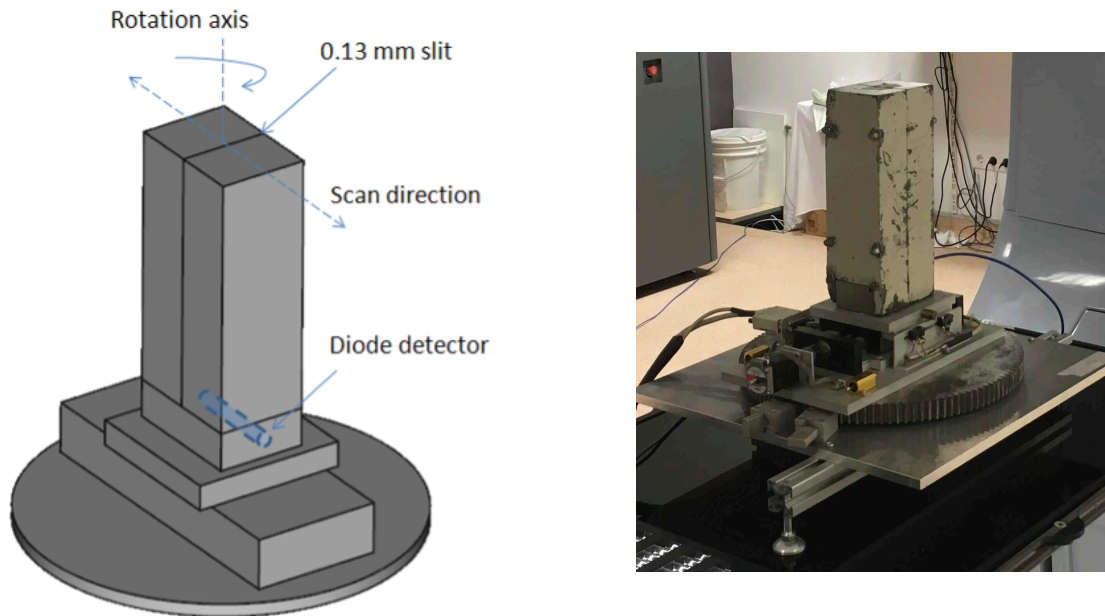 Rotation axis
0.13 mm slit
Scan direction
Diode detector